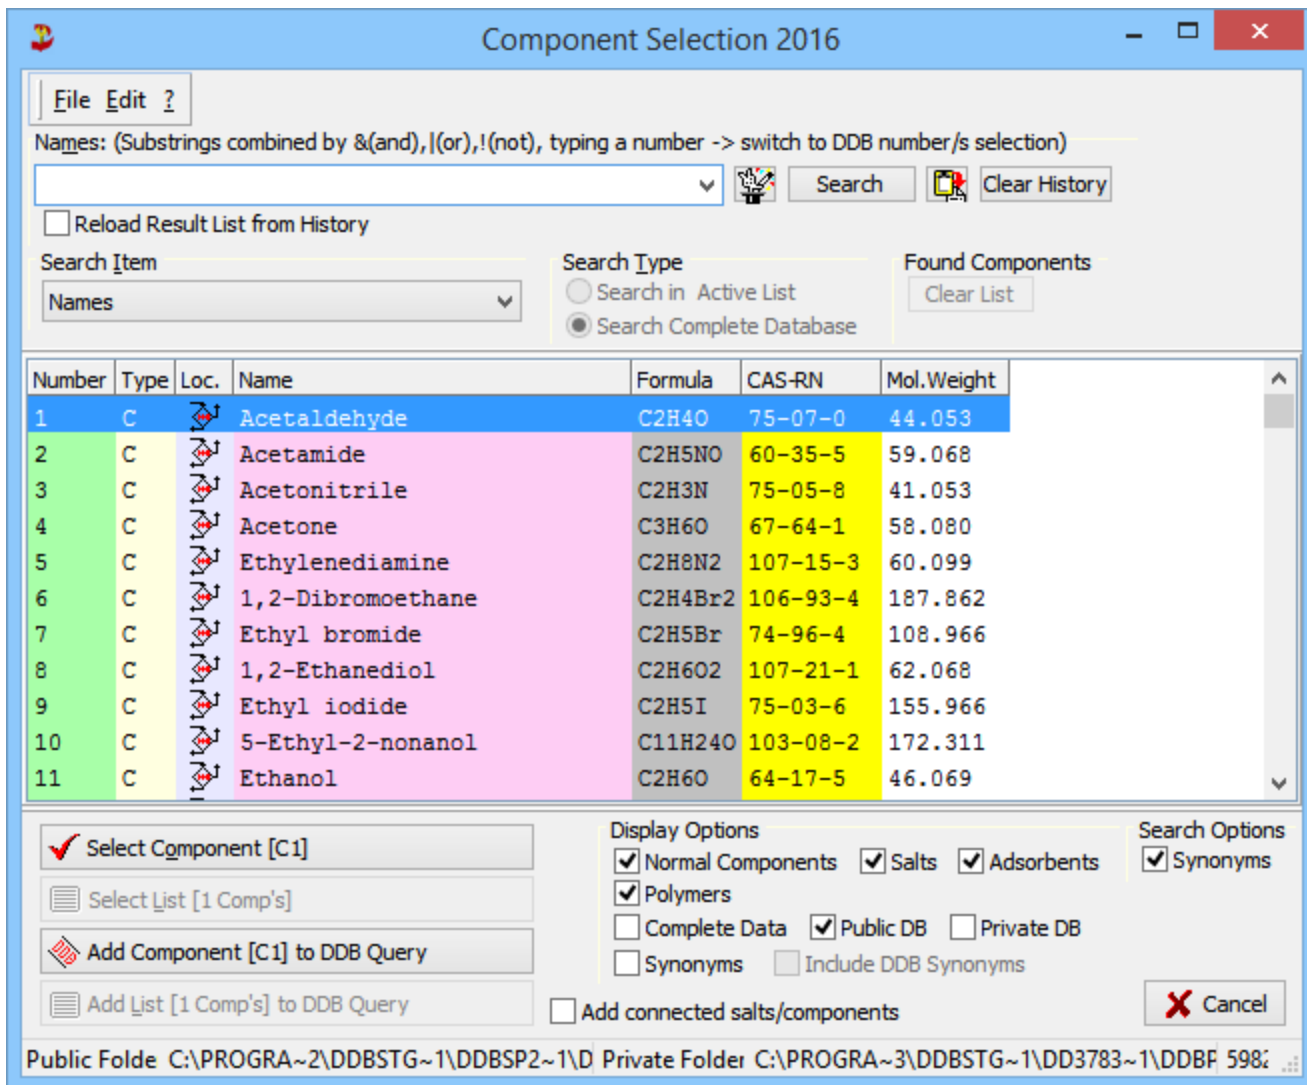 Component Selection 2016
File Edit ?
Names: (Substrings combined by &(and),|(or),!(not), typing a number -> switch to DDB number/s selection)
Search Clear History
Reload Result List from History
Search Item Search Type Found Components
Names Search in Active List Clear List
Search Complete Database
Number Type Loc. Name Formula CAS-RN Mol.Weight
1 C Acetaldehyde C2H4O 75-07-0 44.053
2 C Acetamide C2H5NO 60-35-5 59.068
3 C Acetonitrile C2H3N 75-05-8 41.053
4 C Acetone C3H6O 67-64-1 58.080
5 C Ethylenediamine C2H8N2 107-15-3 60.099
6 C 1,2-Dibromoethane C2H4Br2 106-93-4 187.862
7 C Ethyl bromide C2H5Br 74-96-4 108.966
8 C 1,2-Ethanediol C2H6O2 107-21-1 62.068
9 C Ethyl iodide C2H5I 75-03-6 155.966
10 C 5-Ethyl-2-nonanol C11H24O 103-08-2 172.311
11 C Ethanol C2H6O 64-17-5 46.069
Display Options Search Options
Select Component [C1] Normal Components Salts Adsorbents Synonyms
Select List [1 Comp's] Polymers
Complete Data Public DB Private DB
Add Component [C1] to DDB Query
Synonyms Include DDB Synonyms
Add List [1 Comp's] to DDB Query Add connected salts/components Cancel
Public Folde C:\PROGRA~2\DDBSTG~1\DDBSP2~1\D Private Folder C:\PROGRA~3\DDBSTG~1\DD3783~1\DDBP